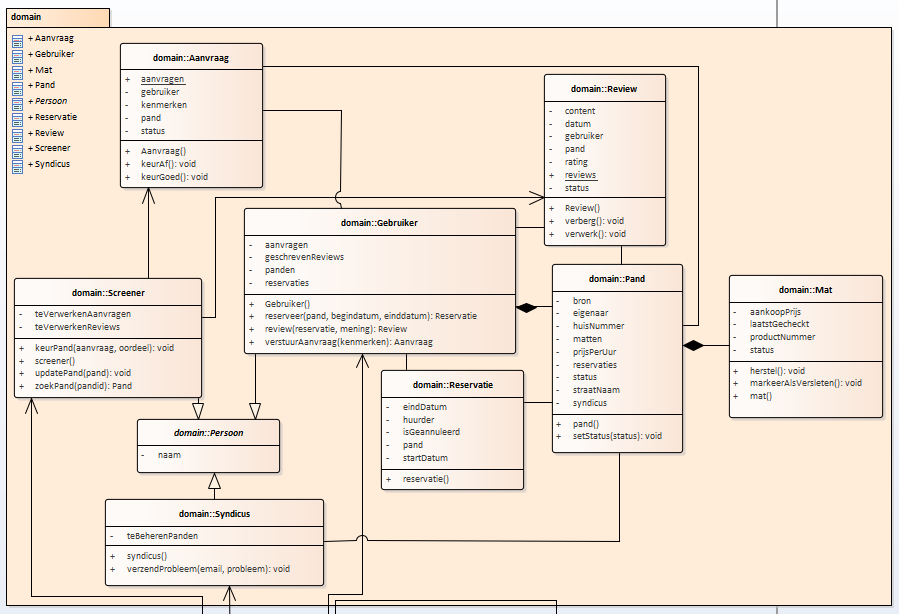 domain
+ Aanvraag
+ Gebruiker
+ Mat
+ Pand
+ Persoon
+ Reservatie
+ Review
+ Screener
+ Syndicus
domain::Aanvraag
+ aanvragen
- gebruiker
- kenmerken
- pand
- status
+ Aanvraag()
+ keurAf(): void
+ keurGoed(): void
domain::Review
- content
- datum
- gebruiker
- pand
- rating
+ reviews
- status
+ Review()
+ verberg(): void
+ verwerk(): void
domain::Gebruiker
- aanvragen
- geschrevenReviews
- panden
- reservaties
+ Gebruiker()
+ reserveer(pand, begindatum, einddatum): Reservatie
+ review(reservatie, mening): Review
+ verstuurAanvraag(kenmerken): Aanvraag
domain::Screener
- teVerwerkenAanvragen
- teVerwerkenReviews
+ keurPand(aanvraag, oordeel): void
+ screener()
+ updatePand(pand): void
+ zoekPand(pandid): Pand
domain::Pand
- bron
- eigenaar
- huisNummer
- matten
- prijsPerUur
- reservaties
- status
- straatNaam
- syndicus
+ pand()
+ setStatus(status): void
domain::Mat
- aankoopPrijs
- laatstGecheckt
- productNummer
- status
+ herstel(): void
+ markeerAlsVersleten(): void
+ mat()
domain::Reservatie
- eindDatum
- huurder
- isGeannuleerd
- pand
- startDatum
+ reservatie()
domain::Persoon
- naam
domain::Syndicus
- teBeherenPanden
+ syndicus()
+ verzendProbleem(email, probleem): void